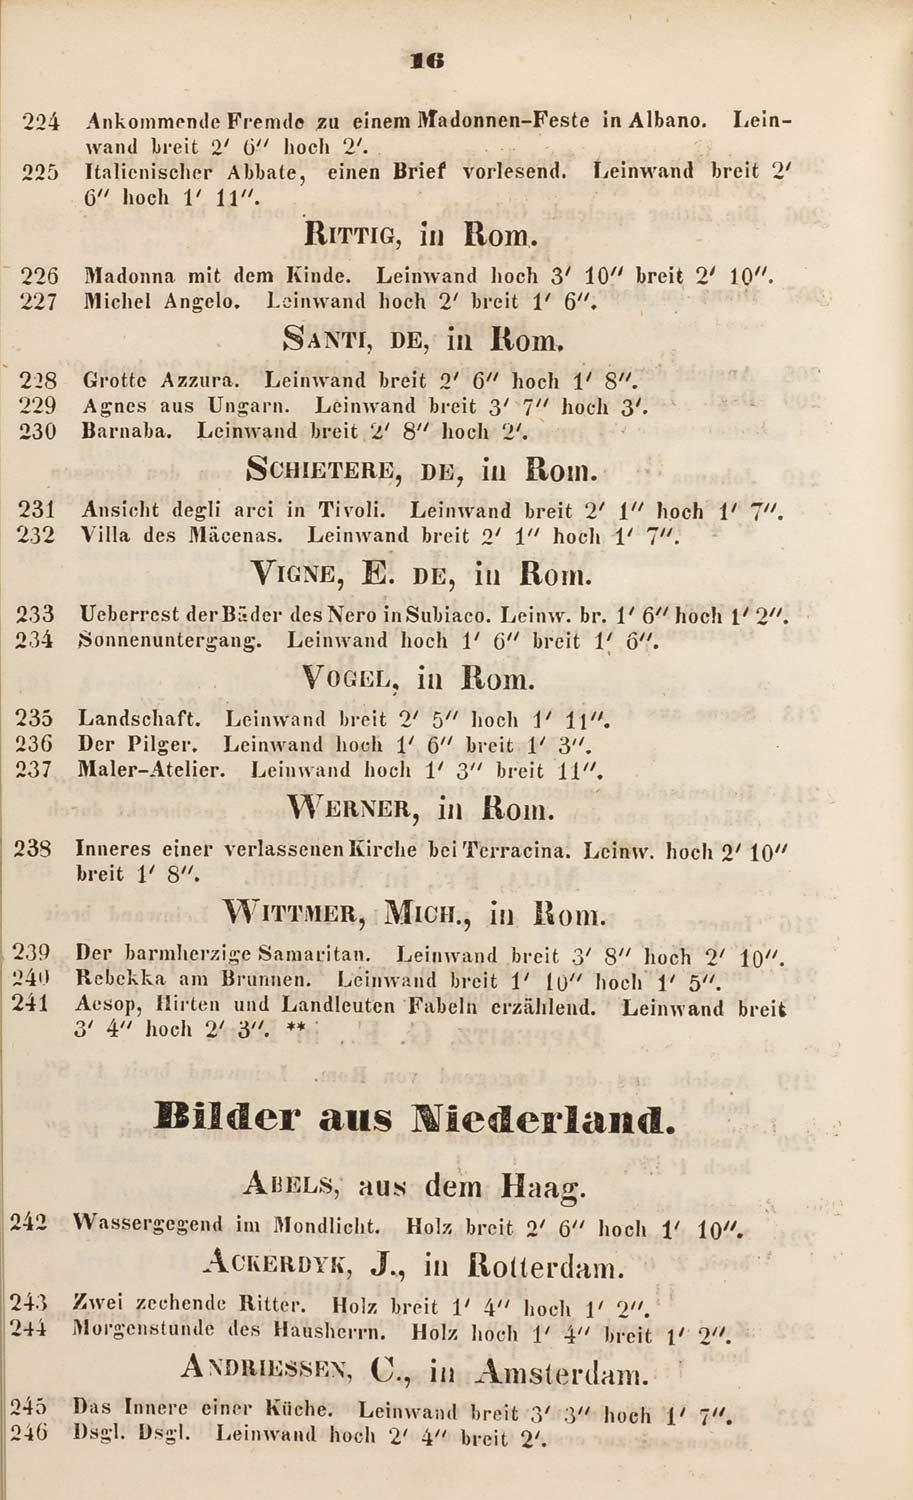 16
224 Ankommende Fremde zu einem Madonnen-Feste in Albano. Lein-
wand breit 2′ 6″ hoch 2′.
225 Italienischer Abbate, einen Brief vorlesend. Leinwand breit 2′
6″ hoch 1′ 11″.
RITTIG, in Rom.
226 Madonna mit dem Kinde. Leinwand hoch 3′ 10″ breit 2′ 10″.
227 Michel Angelo. Leinwand hoch 2′ breit 1′ 6″.
SANTI, DE, in Rom.
228 Grotte Azzura. Leinwand breit 2′ 6″ hoch 1′ 8″.
229 Agnes aus Ungarn. Leinwand breit 3′ 7″ hoch 3′.
230 Barnaba. Leinwand breit 2′ 8″ hoch 2′.
SCHIETERE, DE, in Rom.
231 Ansicht degli arci in Tivoli. Leinwand breit 2′ 1″ hoch 1′ 7″.
232 Villa des Mäcenas. Leinwand breit 2′ 1″ hoch 1′ 7″.
VIGNE, E. DE, in Rom.
233 Ueberrest der Bäder des Nero in Subiaco. Leinw. br. 1′ 6″ hoch 1′ 2″.
234 Sonnenuntergang. Leinwand hoch 1′ 6″ breit 1′ 6″.
VOGEL, in Rom.
235 Landschaft. Leinwand breit 2′ 5″ hoch 1′ 11″.
236 Der Pilger. Leinwand hoch 1′ 6″ breit 1′ 3″.
237 Maler-Atelier. Leinwand hoch 1′ 3″ breit 11″.
WERNER, in Rom.
238 Inneres einer verlassenen Kirche bei Terracina. Leinw. hoch 2′ 10″
breit 1′ 8″.
WITTMER, MICH., in Rom.
239 Der barmherzige Samaritan. Leinwand breit 3′ 8″ hoch 2′ 10″.
240 Rebekka am Brunnen. Leinwand breit 1′ 10″ hoch 1′ 5″.
241 Aesop, Hirten und Landleuten Fabeln erzählend. Leinwand breit
3′ 4″ hoch 2′ 3″. **
Bilder aus Niederland.
ABELS, aus dem Haag.
242 Wassergegend im Mondlicht. Holz breit 2′ 6″ hoch 1′ 10″.
ACKERDYK, J., in Rotterdam.
243 Zwei zechende Ritter. Holz breit 1′ 4″ hoch 1′ 2″.
244 Morgenstunde des Hausherrn. Holz hoch 1′ 4″ breit 1′ 2″.
ANDRIESSEN, C., in Amsterdam.
245 Das Innere einer Küche. Leinwand breit 3′ 3″ hoch 1′ 7″.
246 Dsgl. Dsgl. Leinwand hoch 2′ 4″ breit 2′.